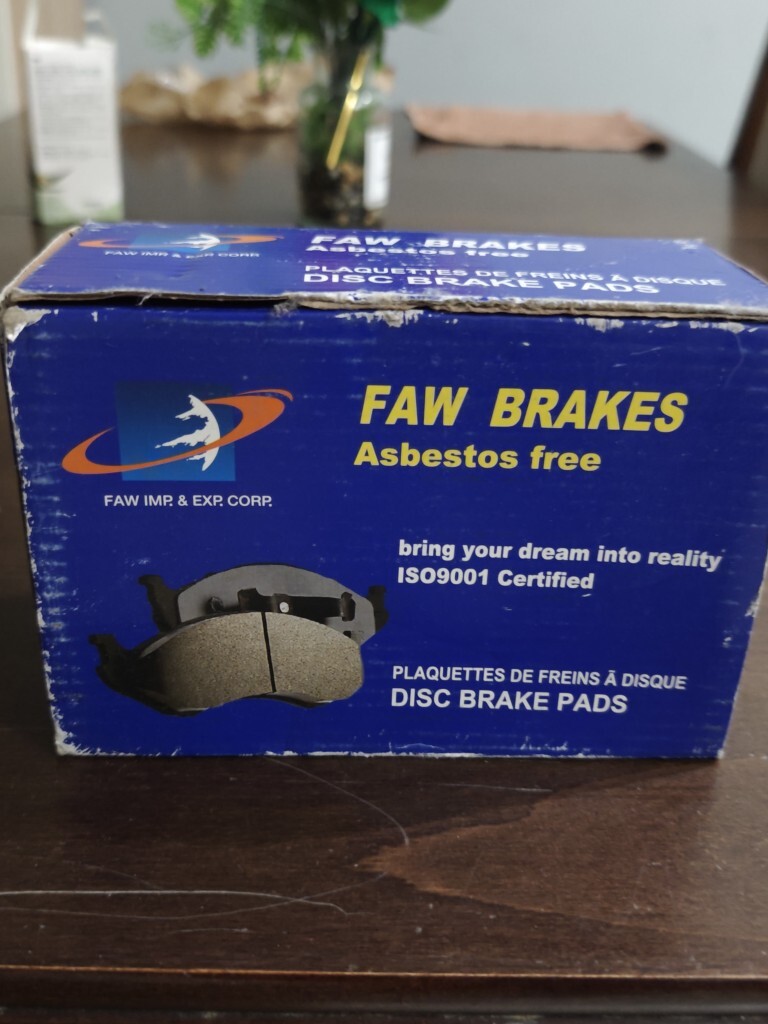 FAW BRAKES
Asbestos free
FAW IMP. & EXP. CORP.
PLAQUETTES DE FREINS À DISQUE
DISC BRAKE PADS
FAW BRAKES
Asbestos free
FAW IMP. & EXP. CORP.
bring your dream into reality
ISO9001 Certified
PLAQUETTES DE FREINS Ā DISQUE
DISC BRAKE PADS